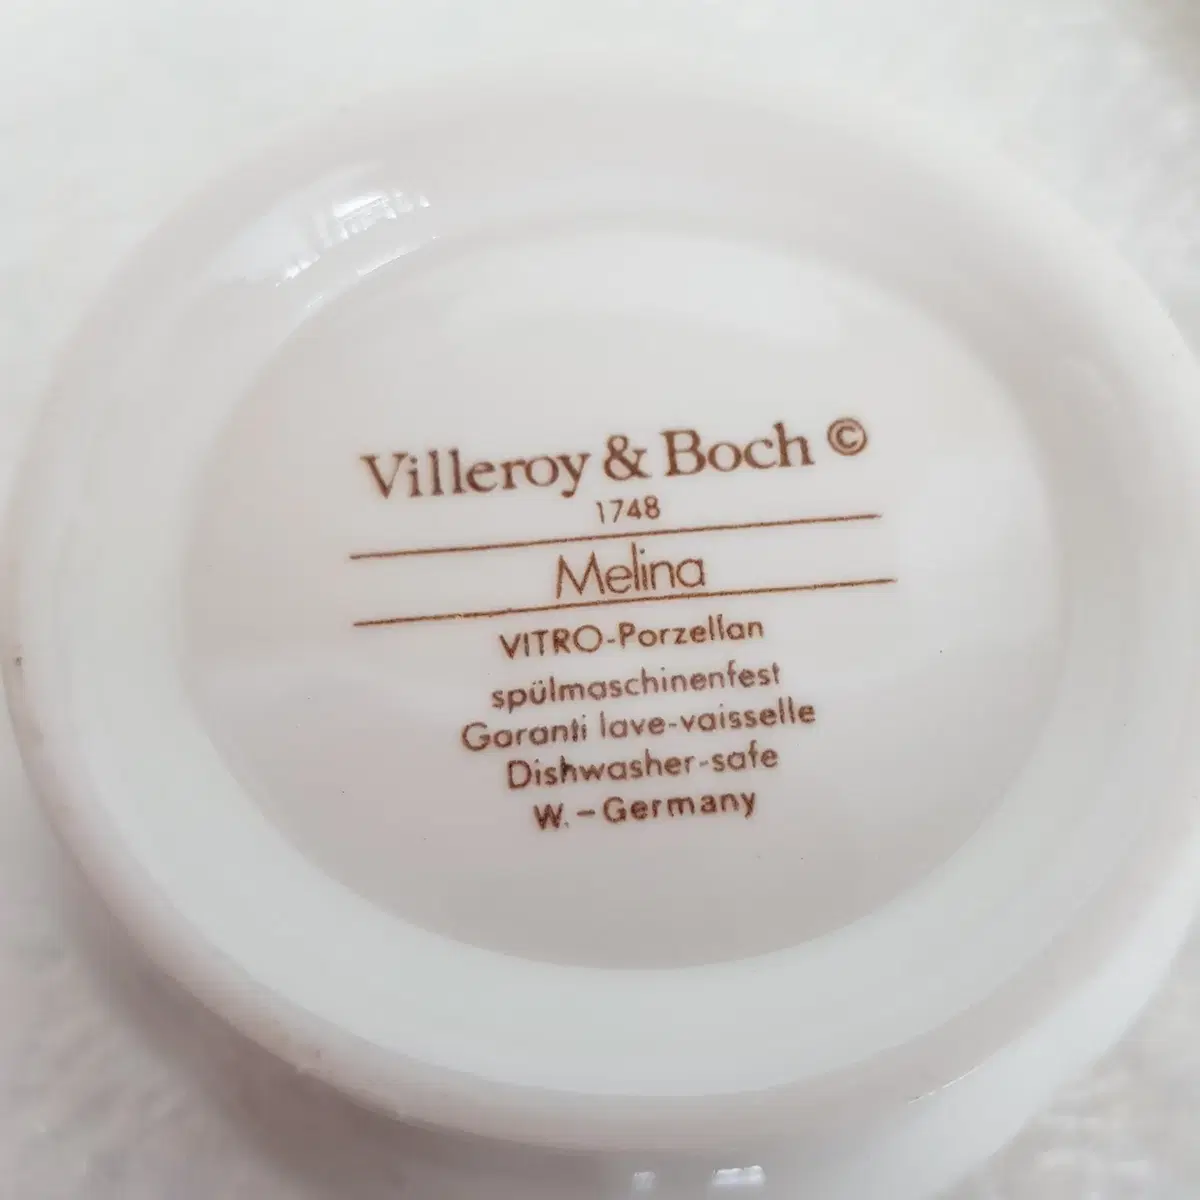 Villeroy & Boch ©
1748
Melina
VITRO-Porzellan
spülmaschinenfest
Garanti lave-vaisselle
Dishwasher-safe
W.-Germany